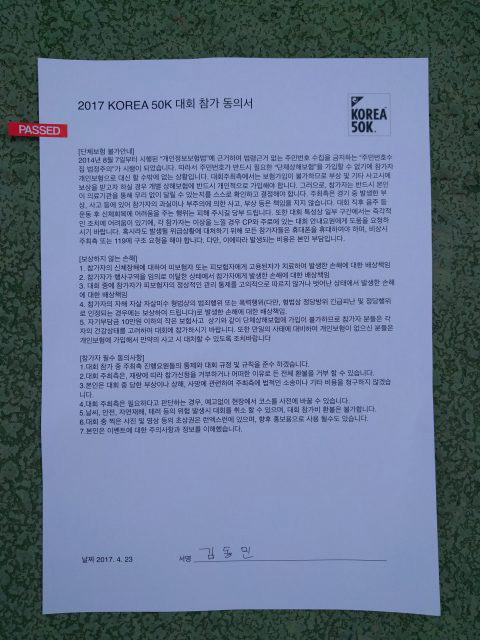 2017 KOREA 50K 대회 참가 동의서
KOREA
50K
PASSED
[단체보험 불가안내]
2014년 8월 7일부터 시행된 "개인정보보험법"에 근거하여 법령근거 없는 주민번호 수집을 금지하는 "주민번호수
집 법정주의"가 시행이 되었습니다. 따라서 주민번호가 반드시 필요한 "단체상해보험"을 가입할 수 없기에 참가자
개인보험으로 대신 할 수밖에 없는 상황입니다. 대회주최측에서는 보험가입이 불가하므로 부상 및 기타 사고시에
보상을 받고자 하실 경우 개별 상해보험에 반드시 개인적으로 가입해야 합니다. 그러므로, 참가자는 반드시 본인
이 의료기관을 통해 무리 없이 달릴 수 있는지를 스스로 확인하고 결정해야 합니다. 주최측은 경기 중 발생한 부
상, 사고 등에 있어 참가자의 과실이나 부주의에 의한 사고, 부상 등은 책임을 지지 않습니다. 대회 직후 음주 등
운동 후 신체회복에 어려움을 주는 행위는 피해 주시길 당부 드립니다. 또한 대회 특성상 일부 구간에서는 즉각적
인 조치에 어려움이 있기에, 각 참가자는 이상을 느낄 경우 CP와 주로에 있는 대회 안내요원에게 도움을 요청하
시기 바랍니다. 혹시라도 발생될 위급상황에 대처하기 위해 모든 참가자들은 휴대폰을 휴대하여야 하며, 비상시
주최측 또는 119에 구조 요청을 해야 합니다. 다만, 이에따라 발생되는 비용은 본인 부담입니다.
[보상하지 않는 손해]
1. 참가자의 신체장해에 대하여 피보험자 또는 피보험자에게 고용된자가 치료하여 발생한 손해에 대한 배상책임
2. 참가자가 행사구역을 임의로 이탈한 상태에서 참가자에게 발생한 손해에 대한 배상책임
3. 대회 중에 참가자가 피보험자의 정상적인 관리 통제를 고의적으로 따르지 않거나 벗어난 상태에서 발생한 손해
에 대한 배상책임
4. 참가자의 자해 자살 자살미수 형법상의 범죄행위 또는 폭력행위(다만, 형법상 정당방위 긴급피난 및 정당행위
로 인정되는 경우에는 보상하여 드립니다)로 발생한 손해에 대한 배상책임.
5. 자기부담금 10만원 이하의 작은 보험사고 상기와 같이 단체상해보험에 가입이 불가하므로 참가자 분들은 각
자의 건강상태를 고려하여 대회에 참가하시기 바랍니다. 또한 만일의 사태에 대비하여 개인보험이 없으신 분들은
개인보험에 가입해서 만약의 사고 시 대처할 수 있도록 조치바랍니다
[참가자 필수 동의사항]
1.대회 참가 중 주최측 진행요원들의 통제와 대회 규정 및 규칙을 준수 하겠습니다.
2.대회 주최측은, 재량에 따라 참가신청을 거부하거나 어떠한 이유로 든 전체 환불을 거부 할 수 있습니다.
3.본인은 대회 중 당한 부상이나 상해, 사망에 관련하여 주최측에 법적인 소송이나 기타 비용을 청구하지 않겠습
니다.
4.대회 주최측은 필요하다고 판단하는 경우, 예고없이 현장에서 코스를 사전에 바꿀 수 있습니다.
5.날씨, 안전, 자연재해, 테러 등의 위험 발생시 대회를 취소 할 수 있으며, 대회 참가비 환불은 불가합니다.
6.대회 중 찍은 사진 및 영상 등의 초상권은 런엑스런에 있으며, 향후 홍보용으로 사용 될수도 있습니다.
7.본인은 이벤트에 대한 주의사항과 정보를 이해했습니다.
날짜 2017. 4. 23 서명 김동민